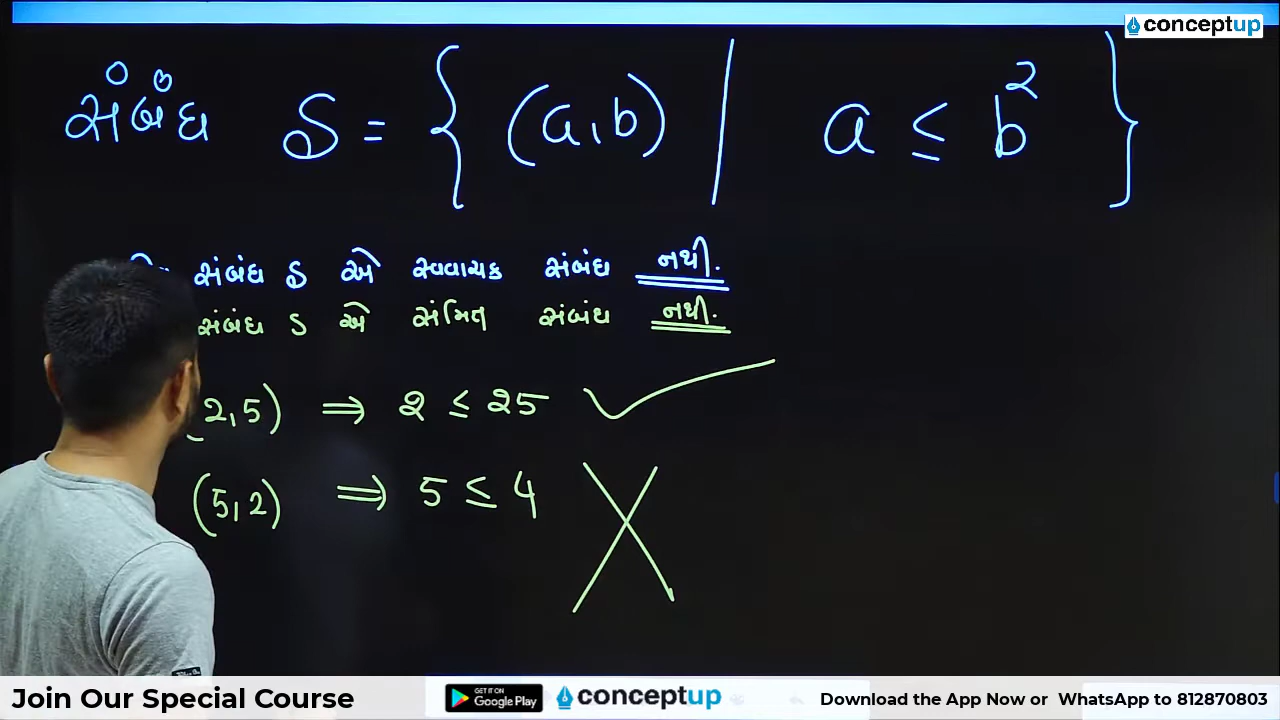 conceptup
સંબંધ S = { (a,b) | a ≤ b² }
સંબંધ S એ સ્વવાચક સંબંધ નથી.
સંબંધ S એ સંમિત સંબંધ નથી.
(2,5) ⇒ 2 ≤ 25
(5,2) ⇒ 5 ≤ 4
Join Our Special Course
GET IT ON
Google Play
conceptup
Download the App Now or WhatsApp to 812870803